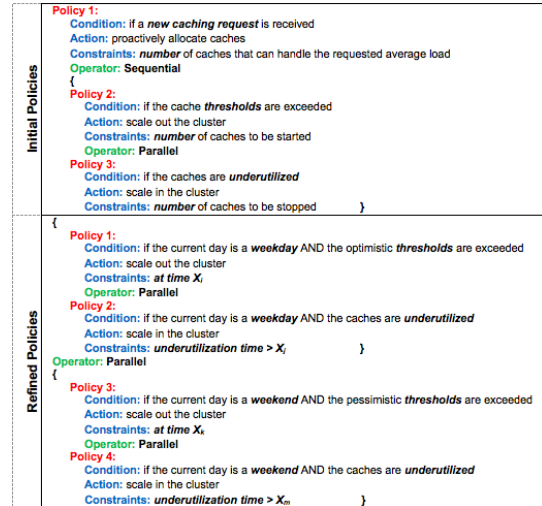 Initial Policies
Policy 1:
Condition: if a new caching request is received
Action: proactively allocate caches
Constraints: number of caches that can handle the requested average load
Operator: Sequential
{
Policy 2:
Condition: if the cache thresholds are exceeded
Action: scale out the cluster
Constraints: number of caches to be started
Operator: Parallel
Policy 3:
Condition: if the caches are underutilized
Action: scale in the cluster
Constraints: number of caches to be stopped }
Refined Policies
{
Policy 1:
Condition: if the current day is a weekday AND the optimistic thresholds are exceeded
Action: scale out the cluster
Constraints: at time Xi
Operator: Parallel
Policy 2:
Condition: if the current day is a weekday AND the caches are underutilized
Action: scale in the cluster
Constraints: underutilization time > Xj }
Operator: Parallel
{
Policy 3:
Condition: if the current day is a weekend AND the pessimistic thresholds are exceeded
Action: scale out the cluster
Constraints: at time Xk
Operator: Parallel
Policy 4:
Condition: if the current day is a weekend AND the caches are underutilized
Action: scale in the cluster
Constraints: underutilization time > Xm }